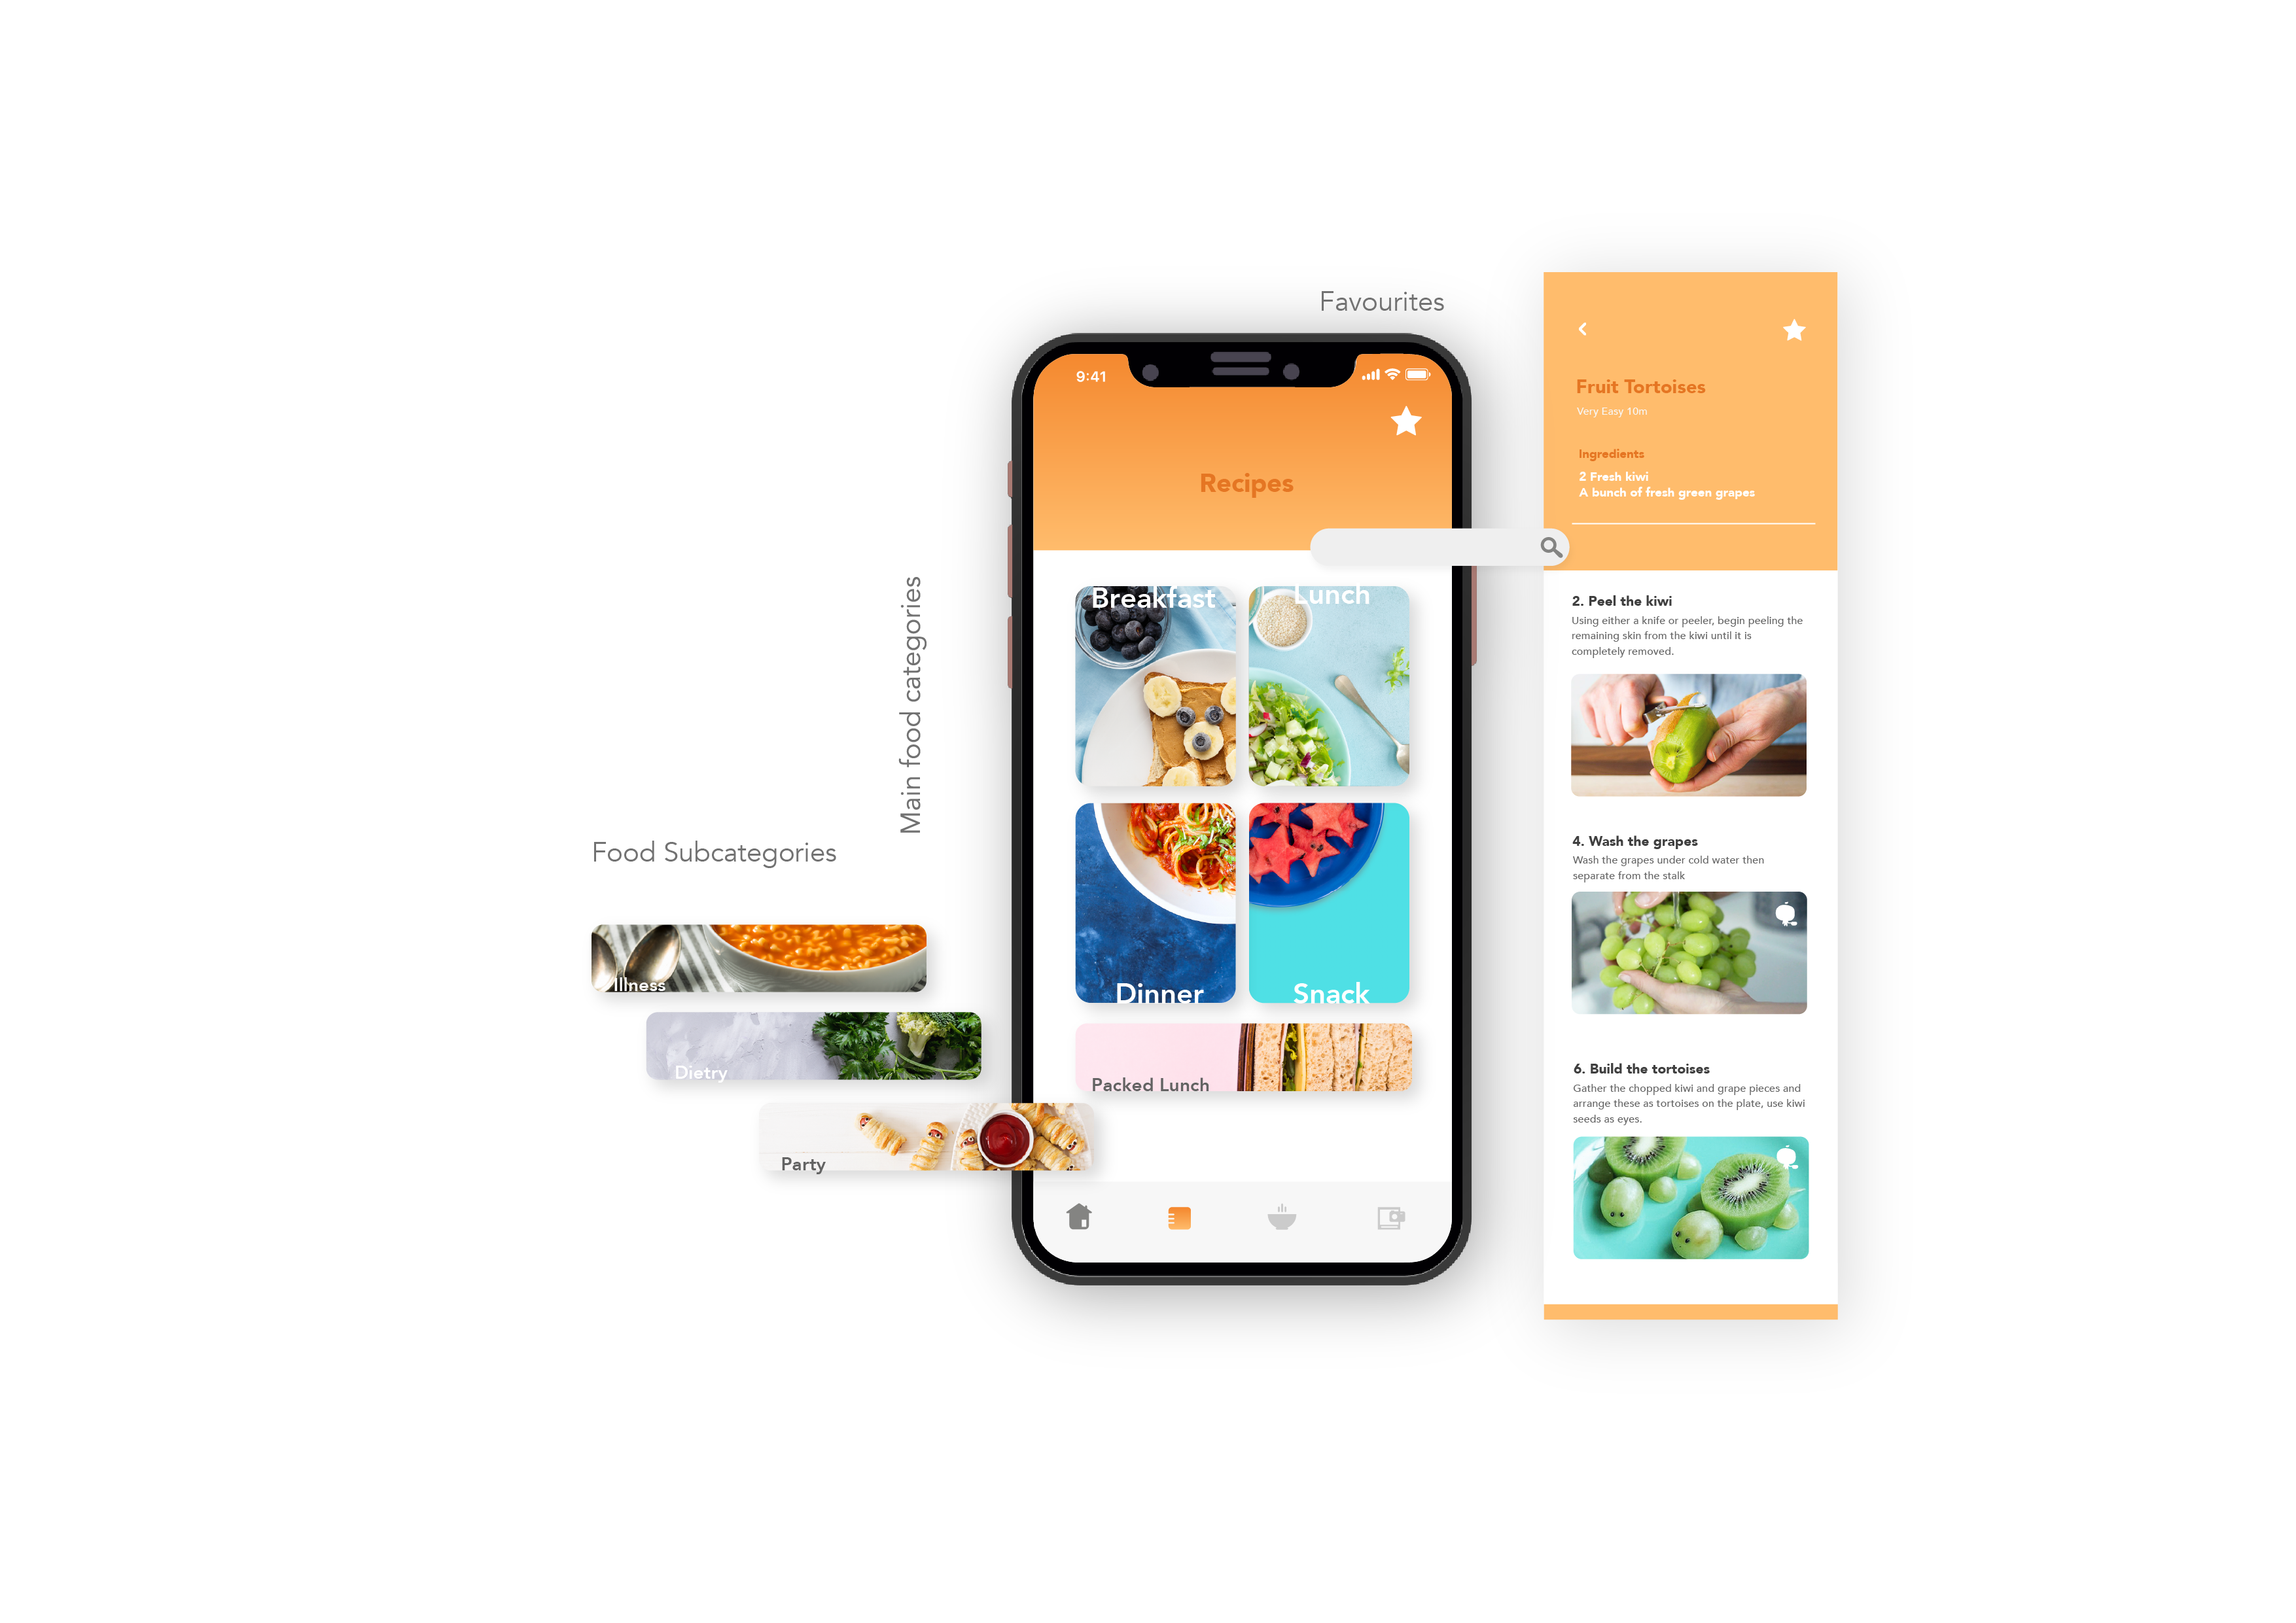 Favourites
9:41
Recipes
Main food categories
Breakfast
Lunch
Dinner
Snack
Packed Lunch
Food Subcategories
Illness
Dietry
Party
Fruit Tortoises
Very Easy 10m
Ingredients
2 Fresh kiwi
A bunch of fresh green grapes
2. Peel the kiwi
Using either a knife or peeler, begin peeling the
remaining skin from the kiwi until it is
completely removed.
4. Wash the grapes
Wash the grapes under cold water then
separate from the stalk
6. Build the tortoises
Gather the chopped kiwi and grape pieces and
arrange these as tortoises on the plate, use kiwi
seeds as eyes.